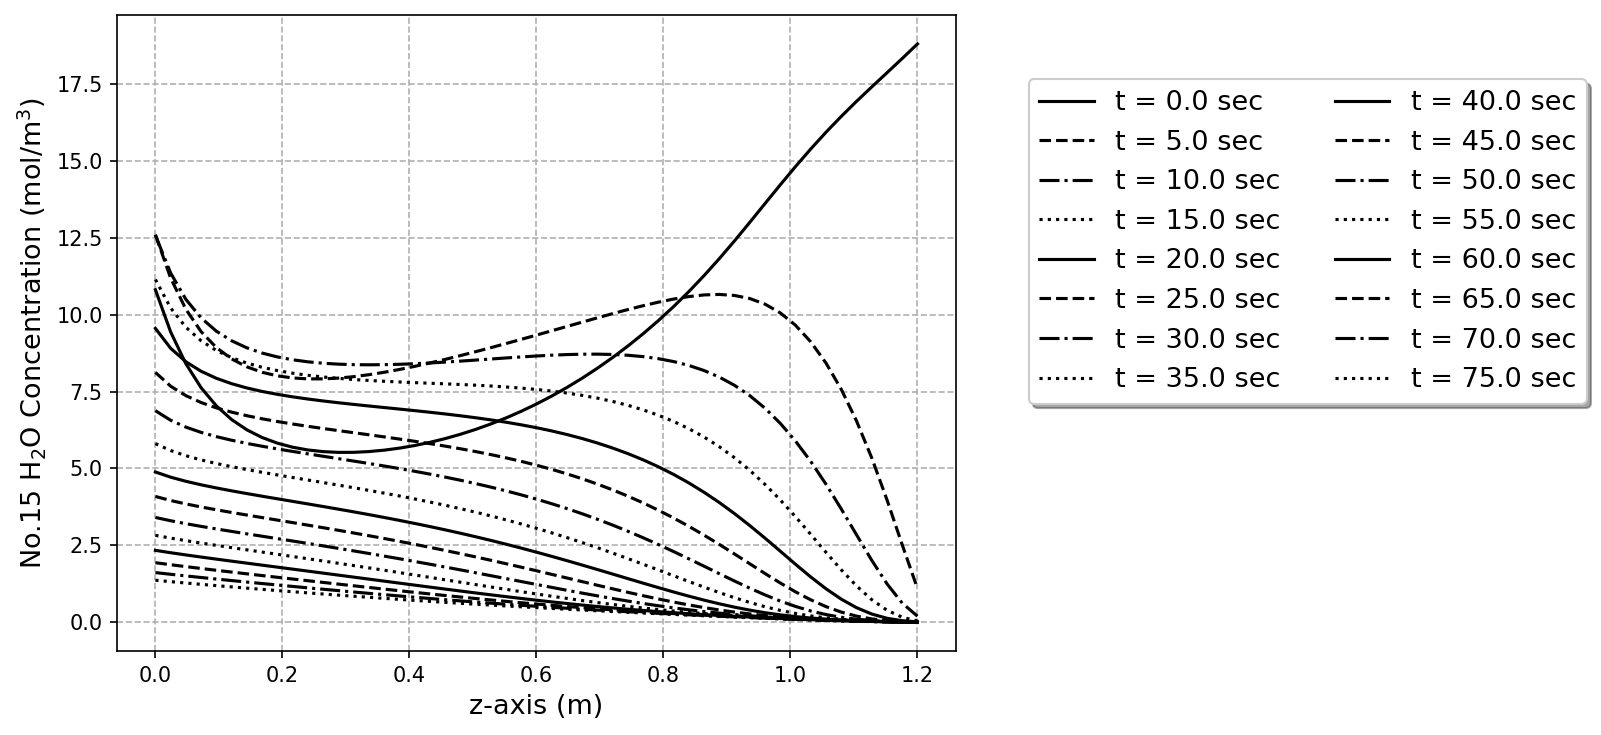 17.5
15.0
12.5
10.0
7.5
5.0
2.5
0.0
No.15 H₂O Concentration (mol/m³)
0.0 0.2 0.4 0.6 0.8 1.0 1.2
z-axis (m)
t = 0.0 sec
t = 5.0 sec
t = 10.0 sec
t = 15.0 sec
t = 20.0 sec
t = 25.0 sec
t = 30.0 sec
t = 35.0 sec
t = 40.0 sec
t = 45.0 sec
t = 50.0 sec
t = 55.0 sec
t = 60.0 sec
t = 65.0 sec
t = 70.0 sec
t = 75.0 sec